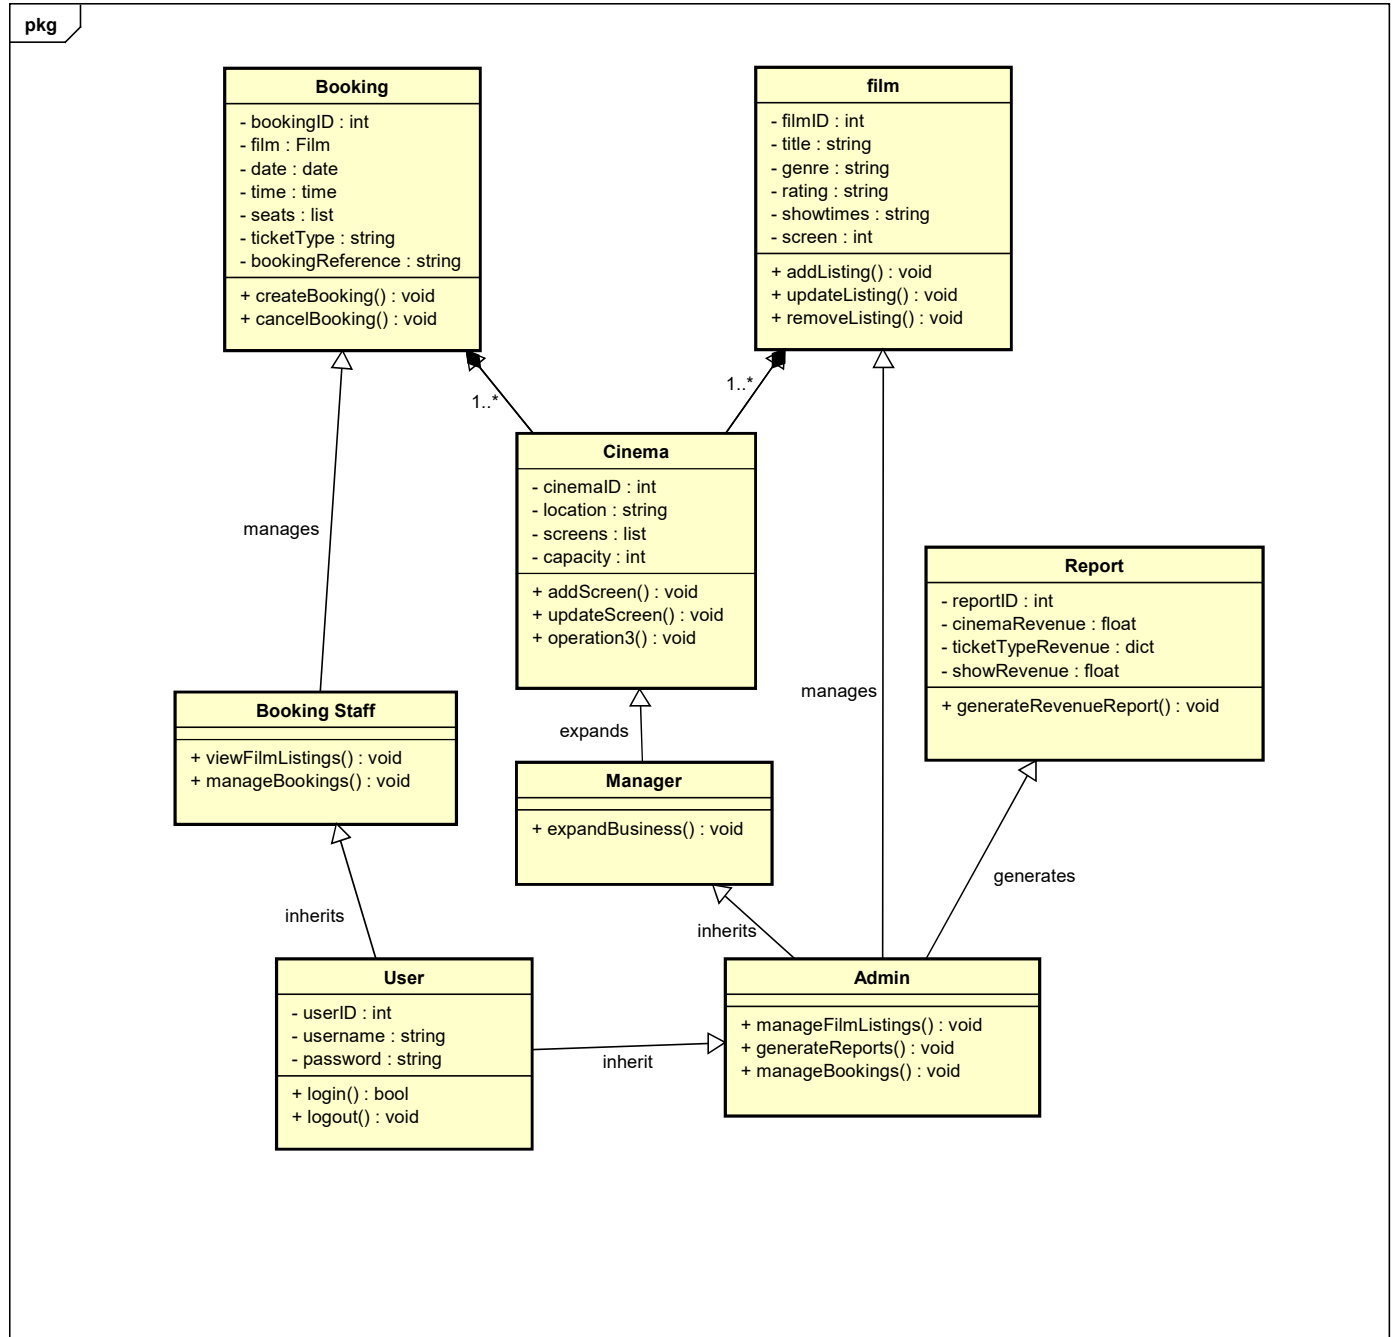 pkg
Booking
- bookingID : int
- film : Film
- date : date
- time : time
- seats : list
- ticketType : string
- bookingReference : string
+ createBooking() : void
+ cancelBooking() : void
film
- filmID : int
- title : string
- genre : string
- rating : string
- showtimes : string
- screen : int
+ addListing() : void
+ updateListing() : void
+ removeListing() : void
1..*
1..*
Cinema
- cinemaID : int
- location : string
- screens : list
- capacity : int
+ addScreen() : void
+ updateScreen() : void
+ operation3() : void
manages
Report
- reportID : int
- cinemaRevenue : float
- ticketTypeRevenue : dict
- showRevenue : float
+ generateRevenueReport() : void
manages
Booking Staff
+ viewFilmListings() : void
+ manageBookings() : void
expands
Manager
+ expandBusiness() : void
generates
inherits
inherits
User
- userID : int
- username : string
- password : string
+ login() : bool
+ logout() : void
inherit
Admin
+ manageFilmListings() : void
+ generateReports() : void
+ manageBookings() : void